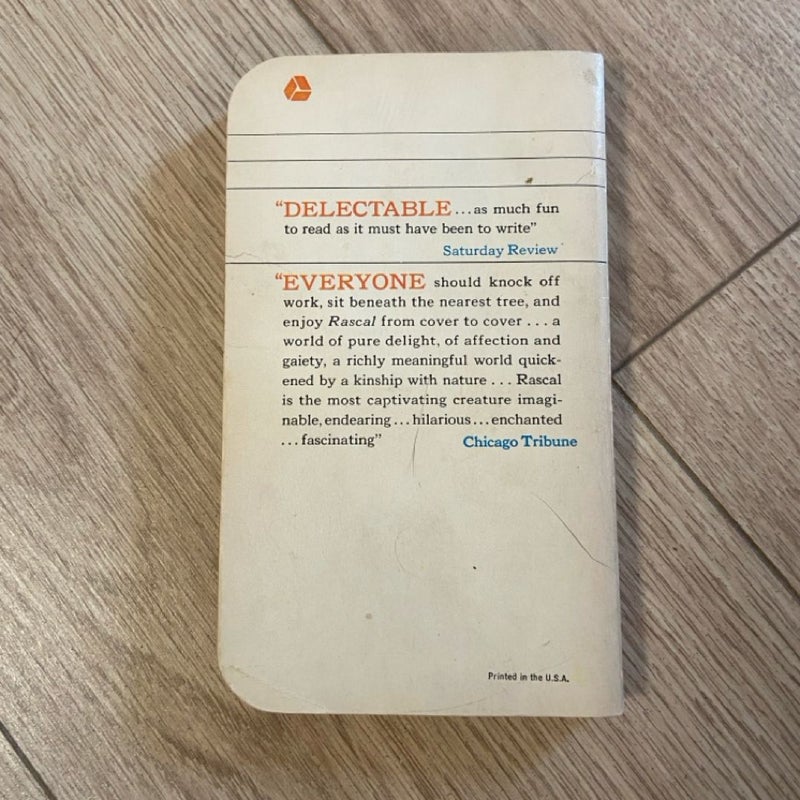 “DELECTABLE...as much fun
to read as it must have been to write”
Saturday Review
“EVERYONE should knock off
work, sit beneath the nearest tree, and
enjoy Rascal from cover to cover . . . a
world of pure delight, of affection and
gaiety, a richly meaningful world quick-
ened by a kinship with nature . . . Rascal
is the most captivating creature imagi-
nable, endearing...hilarious...enchanted
...fascinating” Chicago Tribune
Printed in the U.S.A.